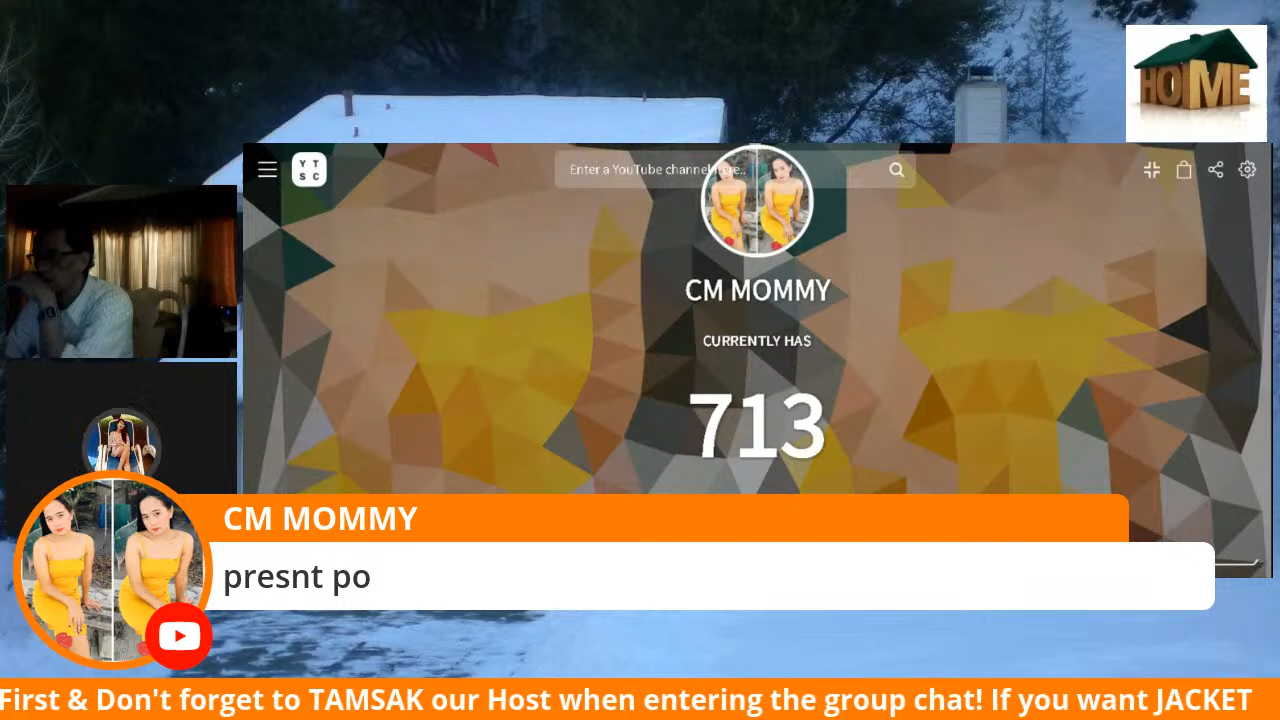 HOME
Y T
S C
Enter a YouTube channel here..
CM MOMMY
CURRENTLY HAS
713
CM MOMMY
presnt po
First & Don't forget to TAMSAK our Host when entering the group chat! If you want JACKET